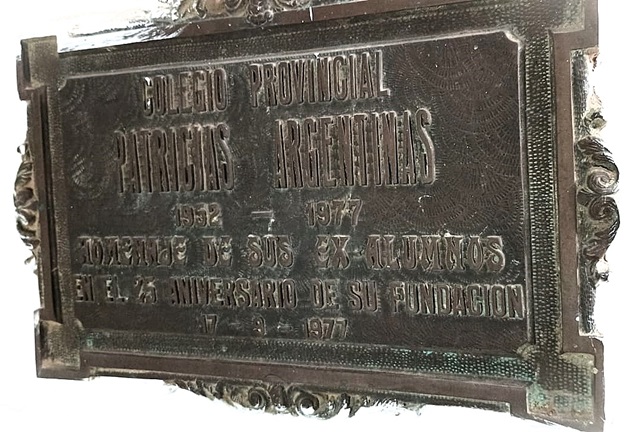 COLEGIO PROVINCIAL
PATRICIAS ARGENTINAS
1952 - 1977
HOMENAJE DE SUS EX-ALUMNOS
EN EL 25 ANIVERSARIO DE SU FUNDACION
17 - - 1977